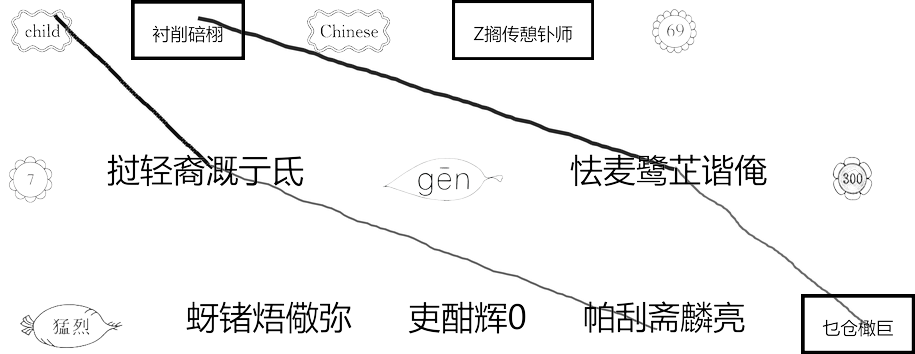 child
衬削碚栩
Chinese
Z搁传憩钋师
69
7
挝轻裔溉亍氐
gēn
怯麦鹭芷谐俺
300
猛烈
蚜锗焐儆弥
吏酣辉0
帕刮斋麟亮
乜仓橄巨